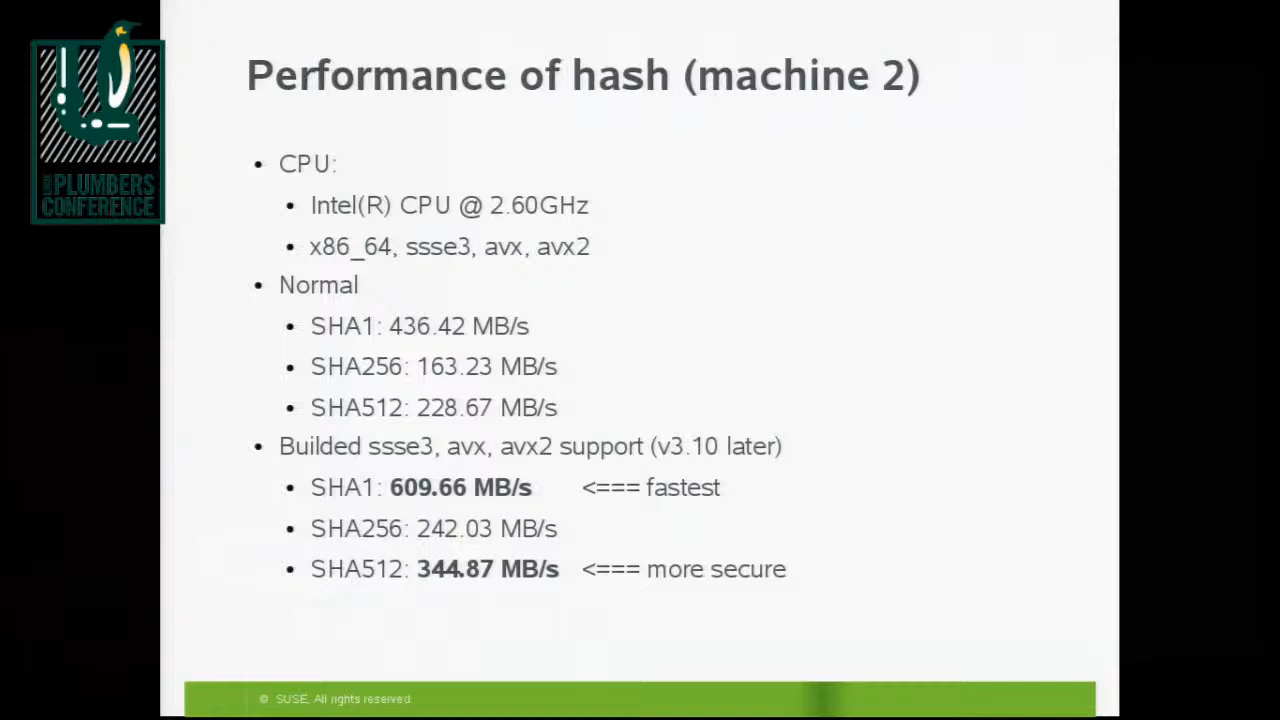 LINUX
PLUMBERS
CONFERENCE
Performance of hash (machine 2)
• CPU:
• Intel(R) CPU @ 2.60GHz
• x86_64, ssse3, avx, avx2
• Normal
• SHA1: 436.42 MB/s
• SHA256: 163.23 MB/s
• SHA512: 228.67 MB/s
• Builded ssse3, avx, avx2 support (v3.10 later)
• SHA1: 609.66 MB/s <=== fastest
• SHA256: 242.03 MB/s
• SHA512: 344.87 MB/s <=== more secure
© SUSE, All rights reserved.